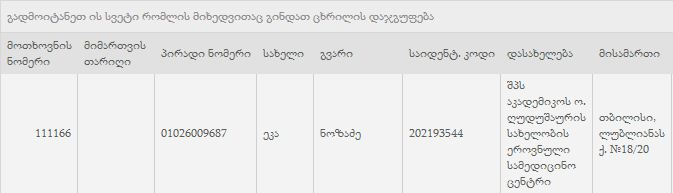 გადმოიტანეთ ის სვეტი რომლის მიხედვითაც გინდათ ცხრილის დაჯგუფება
მოთხოვნის ნომერი
მიმართვის თარიღი
პირადი ნომერი
სახელი
გვარი
საიდენტ. კოდი
დასახელება
მისამართი
111166
01026009687
ეკა
ნოზაძე
202193544
შპს
აკადემიკოს ო.
ღუდუშაურის
სახელობის
ეროვნული
სამედიცინო
ცენტრი
თბილისი,
ლუბლიანას
ქ. №18/20